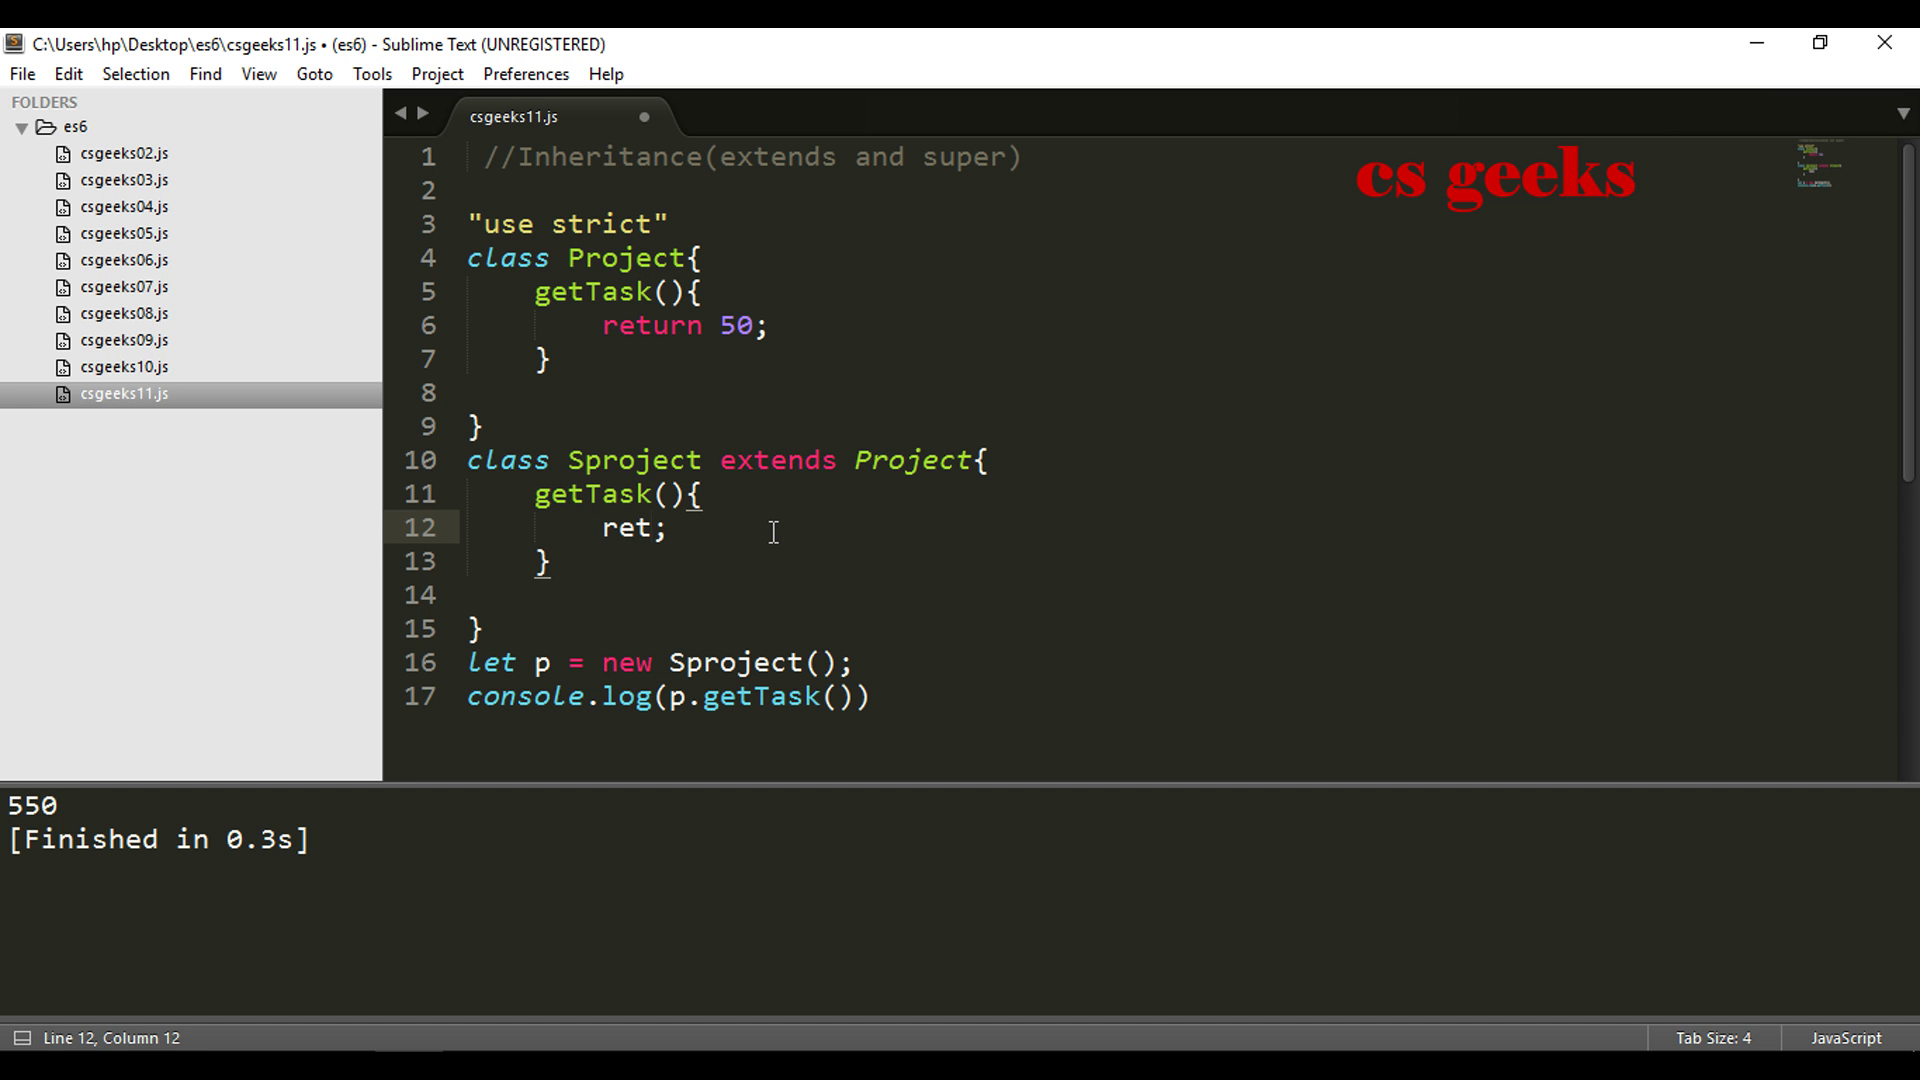 C:\Users\hp\Desktop\es6\csgeeks11.js • (es6) - Sublime Text (UNREGISTERED)
File Edit Selection Find View Goto Tools Project Preferences Help
FOLDERS
es6
csgeeks02.js
csgeeks03.js
csgeeks04.js
csgeeks05.js
csgeeks06.js
csgeeks07.js
csgeeks08.js
csgeeks09.js
csgeeks10.js
csgeeks11.js
csgeeks11.js
cs geeks
1 //Inheritance(extends and super)
2
3 "use strict"
4 class Project{
5 getTask(){
6 return 50;
7 }
8
9 }
10 class Sproject extends Project{
11 getTask(){
12 ret;
13 }
14
15 }
16 let p = new Sproject();
17 console.log(p.getTask())
550
[Finished in 0.3s]
Line 12, Column 12 Tab Size: 4 JavaScript